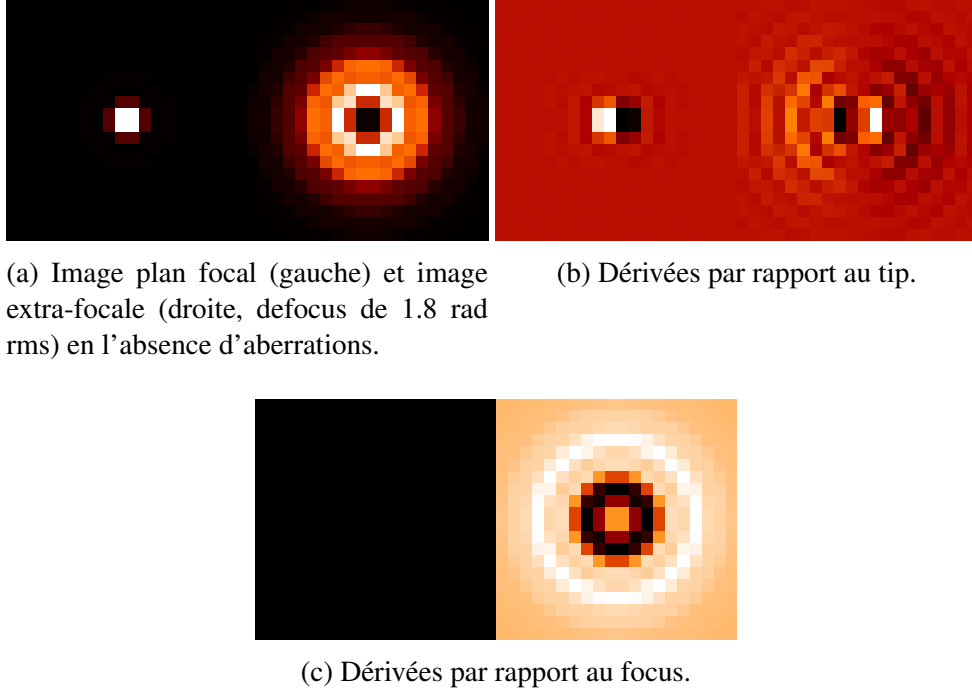 (a) Image plan focal (gauche) et image
extra-focale (droite, defocus de 1.8 rad
rms) en l'absence d'aberrations.
(b) Dérivées par rapport au tip.
(c) Dérivées par rapport au focus.